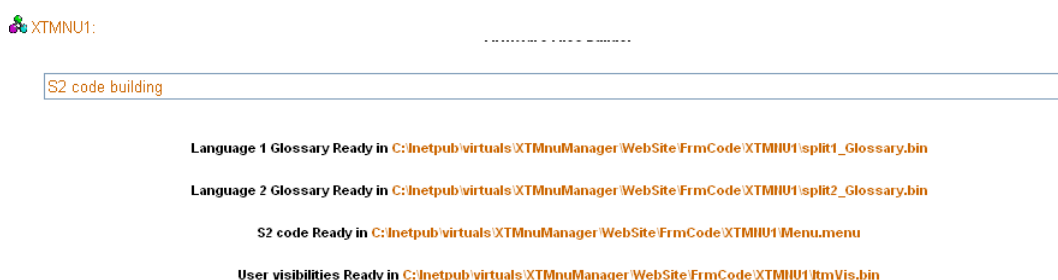 XTMNU1:
S2 code building
Language 1 Glossary Ready in C:\Inetpub\virtuals\XTMnuManager\WebSite\FrmCode\XTMNU1\split1_Glossary.bin
Language 2 Glossary Ready in C:\Inetpub\virtuals\XTMnuManager\WebSite\FrmCode\XTMNU1\split2_Glossary.bin
S2 code Ready in C:\Inetpub\virtuals\XTMnuManager\WebSite\FrmCode\XTMNU1\Menu.menu
User visibilities Ready in C:\Inetpub\virtuals\XTMnuManager\WebSite\FrmCode\XTMNU1\ItmVis.bin